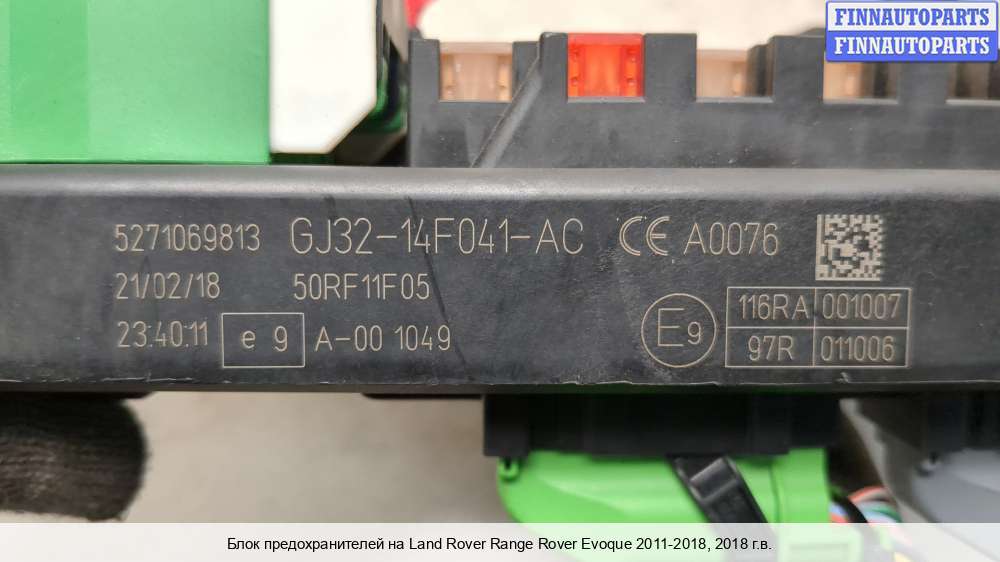 FINNAUTOPARTS
FINNAUTOPARTS
5271069813 GJ32-14F041-AC CE A0076
21/02/18 50RF11F05
23:40:11 e 9 A-00 1049
E9 116RA 001007
97R 011006
Блок предохранителей на Land Rover Range Rover Evoque 2011-2018, 2018 г.в.